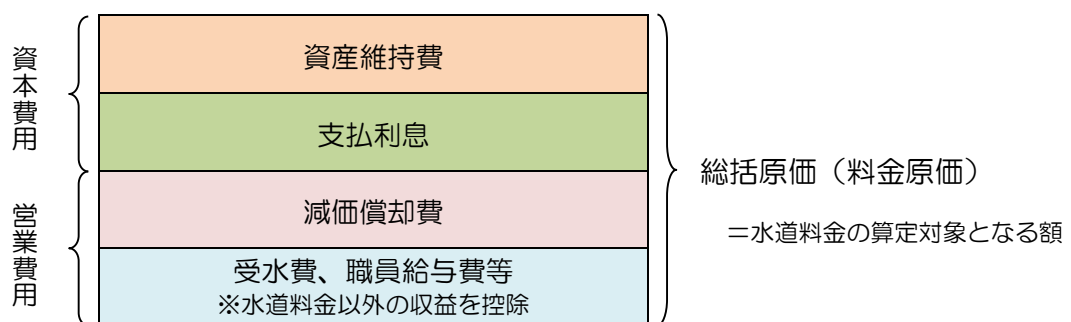 資本費用
資産維持費
支払利息
営業費用
減価償却費
受水費、職員給与費等
※水道料金以外の収益を控除
総括原価（料金原価）
＝水道料金の算定対象となる額